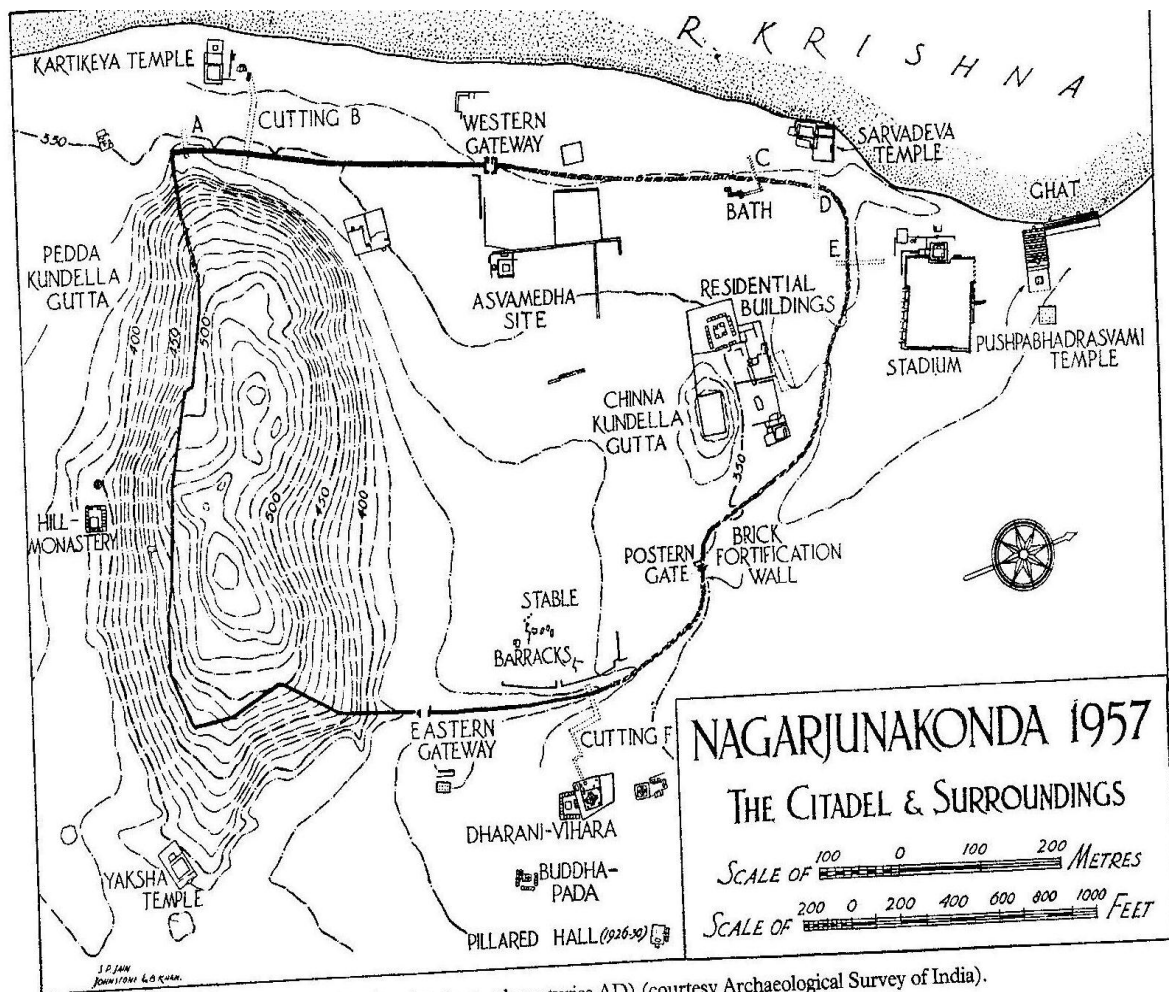 R. KRISHNA
KARTIKEYA TEMPLE
CUTTING B
A
350
WESTERN
GATEWAY
SARVADEVA
TEMPLE
C
BATH
D
GHAT
E
PEDDA
KUNDELLA
GUTTA
400
450
500
ASVAMEDHA
SITE
RESIDENTIAL
BUILDINGS
STADIUM
PUSHPABHADRASVAMI
TEMPLE
CHINNA
KUNDELLA
GUTTA
350
500
450
400
HILL-
MONASTERY
POSTERN
GATE
BRICK
FORTIFICATION
WALL
STABLE
BARRACKS
EASTERN
GATEWAY
CUTTING F
DHARANI-VIHARA
BUDDHA-
PADA
YAKSHA
TEMPLE
PILLARED HALL (1926-30)
NAGARJUNAKONDA 1957
THE CITADEL & SURROUNDINGS
100 0 100 200
SCALE OF METRES
200 0 200 400 600 800 1000
SCALE OF FEET
S.P. JAIN
AD) (courtesy Archaeological Survey of India).